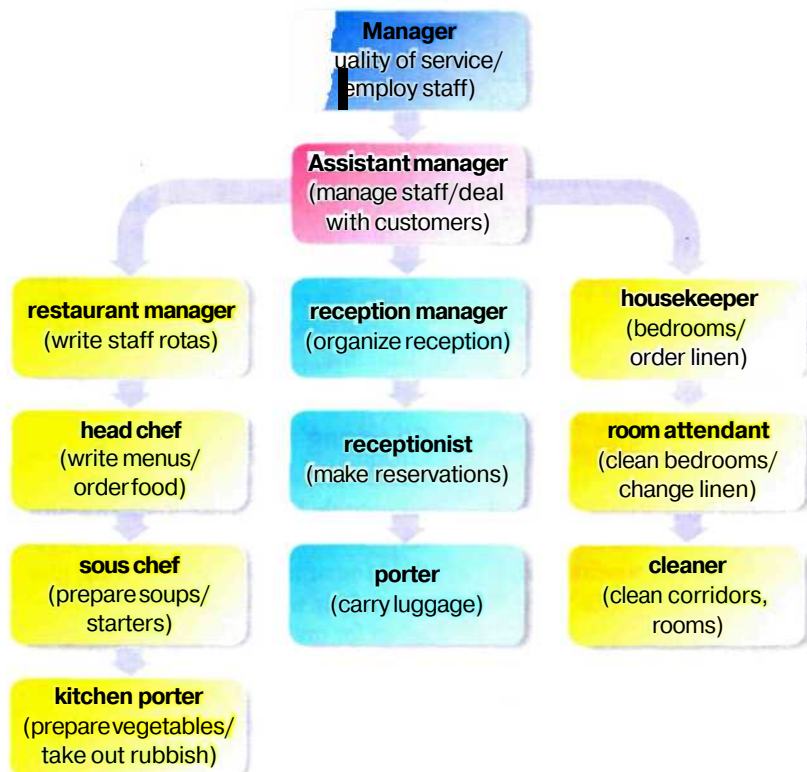 Manager
uality of service/
employ staff)
Assistant manager
(manage staff/deal
with customers)
restaurant manager
(write staff rotas)
head chef
(write menus/
order food)
sous chef
(prepare soups/
starters)
kitchen porter
(prepare vegetables/
take out rubbish)
reception manager
(organize reception)
receptionist
(make reservations)
porter
(carry luggage)
housekeeper
(bedrooms/
order linen)
room attendant
(clean bedrooms/
change linen)
cleaner
(clean corridors,
rooms)